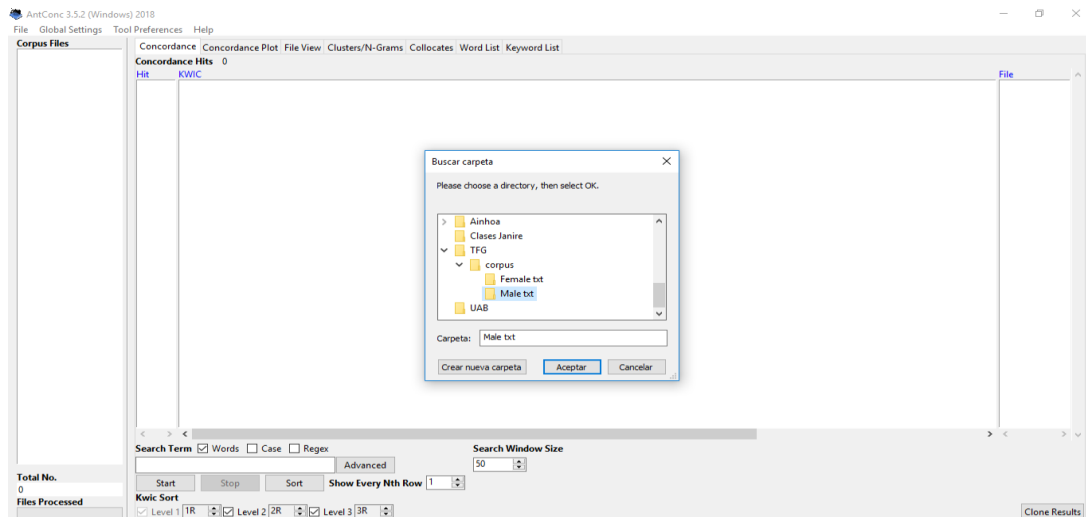 AntConc 3.5.2 (Windows) 2018
File Global Settings Tool Preferences Help
Corpus Files
Concordance Concordance Plot File View Clusters/N-Grams Collocates Word List Keyword List
Concordance Hits 0
Hit KWIC File
Buscar carpeta
Please choose a directory, then select OK.
Ainhoa
Clases Janire
TFG
corpus
Female txt
Male txt
UAB
Carpeta: Male txt
Crear nueva carpeta Aceptar Cancelar
Search Term Words Case Regex Search Window Size
Advanced 50
Total No.
0
Files Processed
Start Stop Sort Show Every Nth Row 1
Kwic Sort
Level 1 1R Level 2 2R Level 3 3R Clone Results